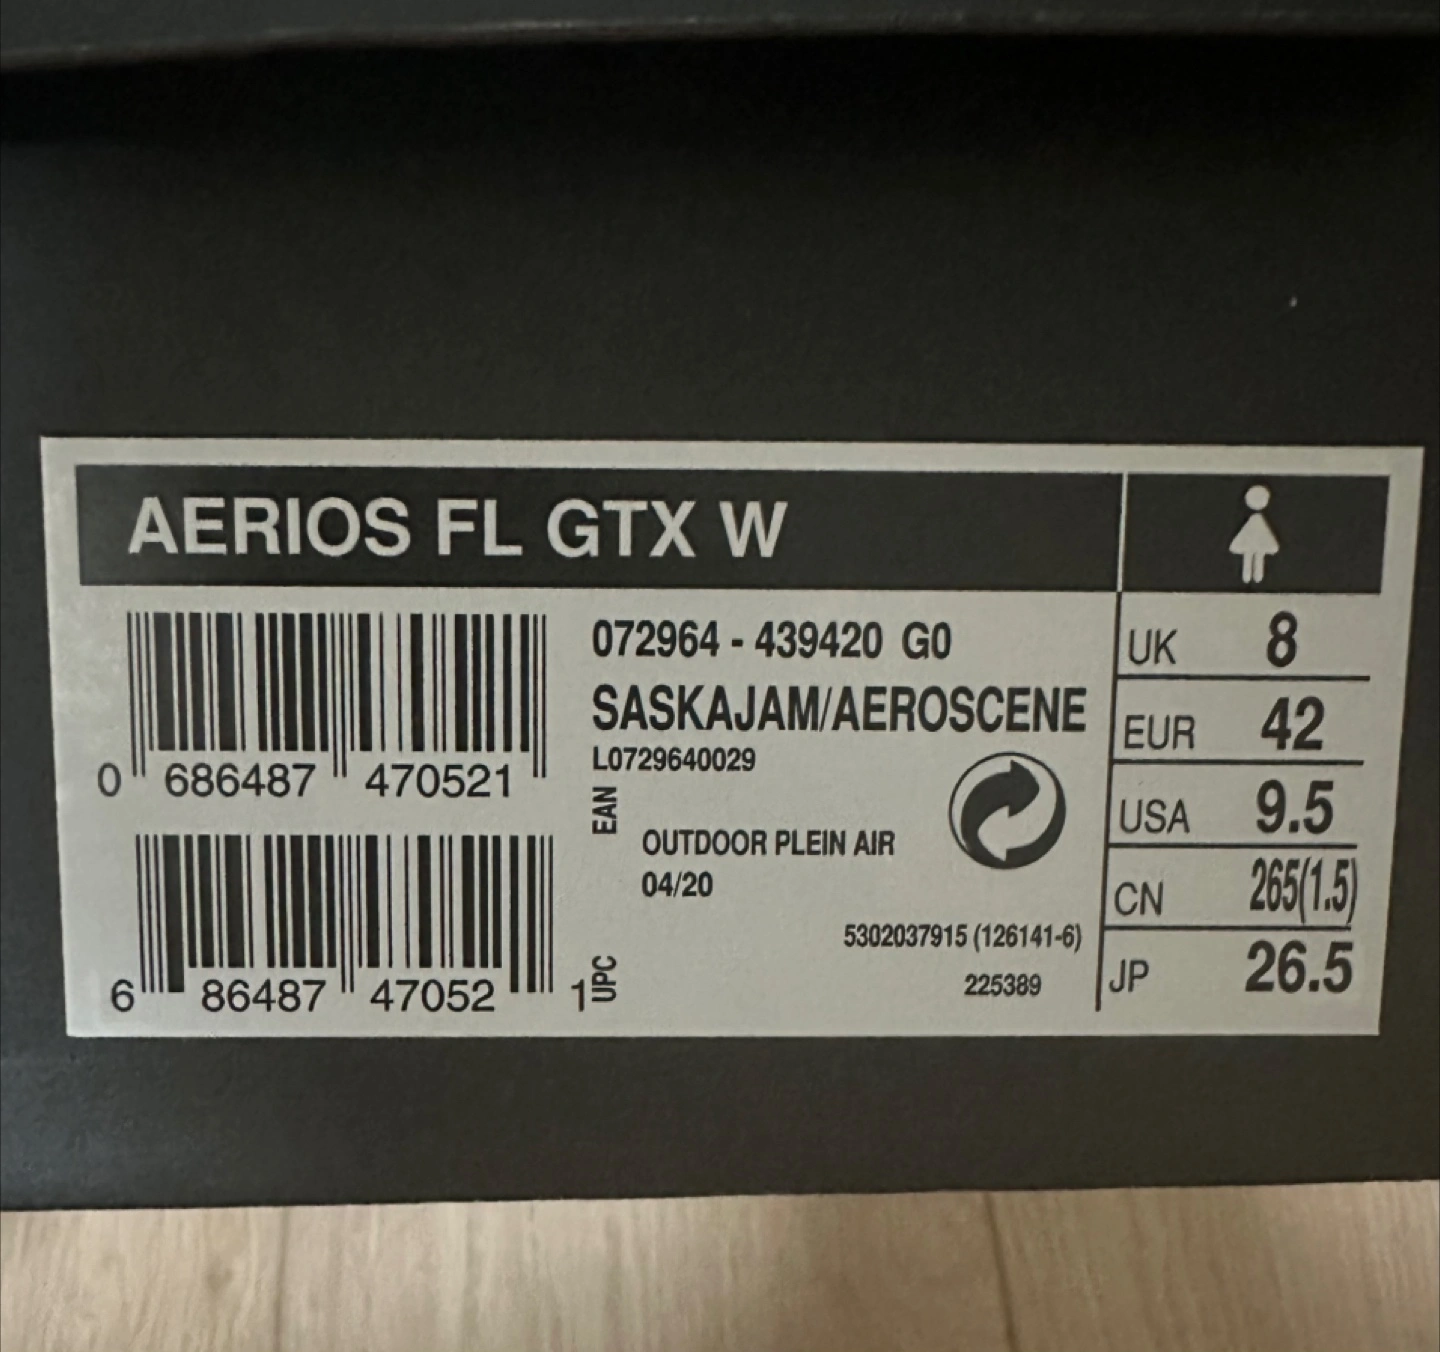 AERIOS FL GTX W
072964 - 439420 G0
SASKAJAM/AEROSCENE
L0729640029
0 686487 470521
EAN
OUTDOOR PLEIN AIR
04/20
5302037915 (126141-6)
225389
6 86487 47052 1
UPC
UK 8
EUR 42
USA 9.5
CN 265(1.5)
JP 26.5